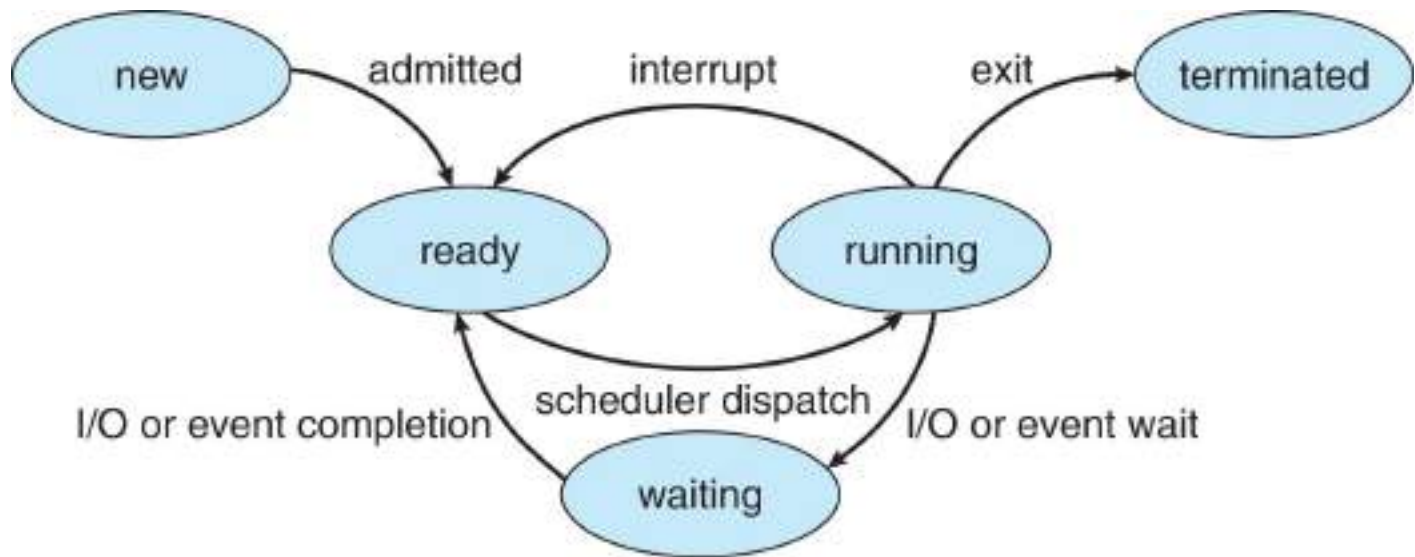 new
admitted
interrupt
exit
terminated
ready
running
I/O or event completion
scheduler dispatch
I/O or event wait
waiting